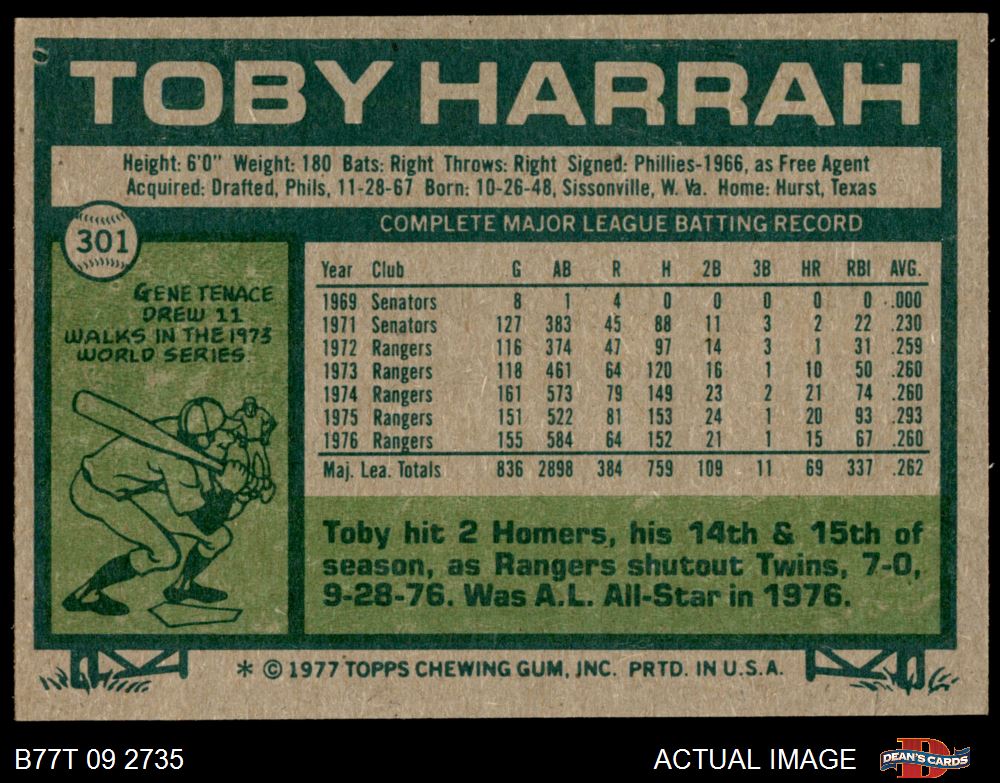 TOBY HARRAH
Height: 6'0" Weight: 180 Bats: Right Throws: Right Signed: Phillies-1966, as Free Agent
Acquired: Drafted, Phils, 11-28-67 Born: 10-26-48, Sissonville, W. Va. Home: Hurst, Texas
COMPLETE MAJOR LEAGUE BATTING RECORD
301
GENE TENACE
DREW 11
WALKS IN THE 1973
WORLD SERIES.
Year Club G AB R H 2B 3B HR RBI AVG.
1969 Senators 8 1 4 0 0 0 0 0 .000
1971 Senators 127 383 45 88 11 3 2 22 .230
1972 Rangers 116 374 47 97 14 3 1 31 .259
1973 Rangers 118 461 64 120 16 1 10 50 .260
1974 Rangers 161 573 79 149 23 2 21 74 .260
1975 Rangers 151 522 81 153 24 1 20 93 .293
1976 Rangers 155 584 64 152 21 1 15 67 .260
Maj. Lea. Totals 836 2898 384 759 109 11 69 337 .262
Toby hit 2 Homers, his 14th & 15th of
season, as Rangers shutout Twins, 7-0,
9-28-76. Was A.L. All-Star in 1976.
* © 1977 TOPPS CHEWING GUM, INC. PRTD. IN U.S.A.
B77T 09 2735
ACTUAL IMAGE
D
DEAN'S CARDS